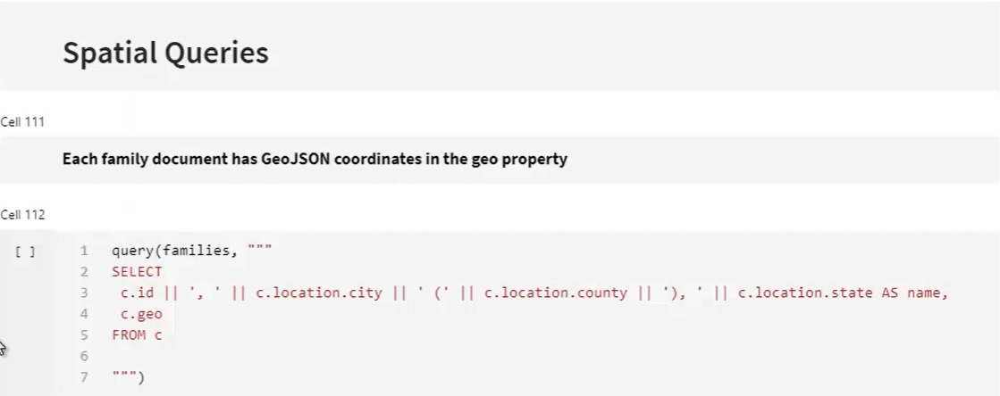 Spatial Queries
Cell 111
Each family document has GeoJSON coordinates in the geo property
Cell 112
[ ] 1 query(families, """
2 SELECT
3 c.id || ', ' || c.location.city || ' (' || c.location.county || '), ' || c.location.state AS name,
4 c.geo
5 FROM c
6
7 """)